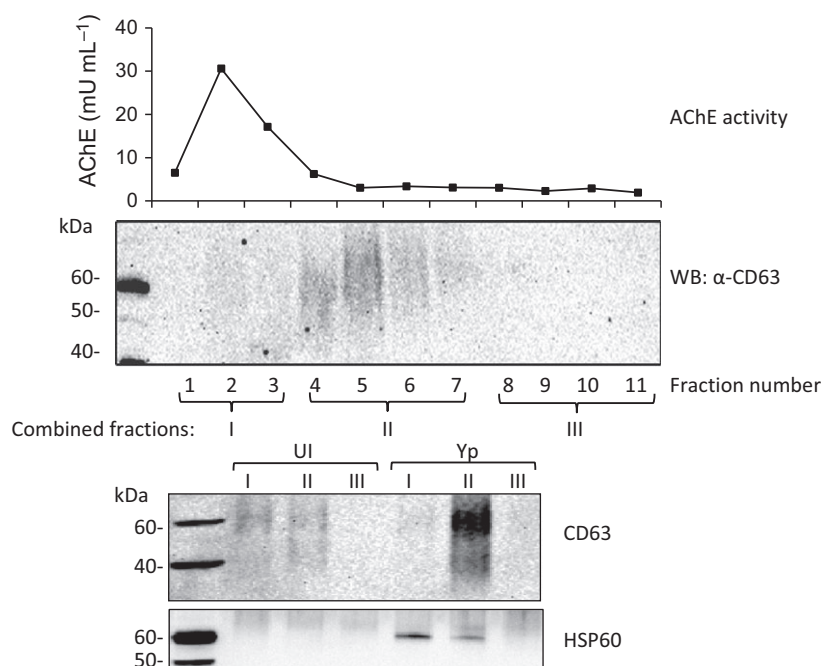 40
30
20
10
0
AChE (mU mL⁻¹)
AChE activity
kDa
60-
50-
40-
WB: α-CD63
1 2 3 4 5 6 7 8 9 10 11 Fraction number
Combined fractions: I II III
UI Yp
I II III I II III
kDa
60-
40-
CD63
60-
50-
HSP60